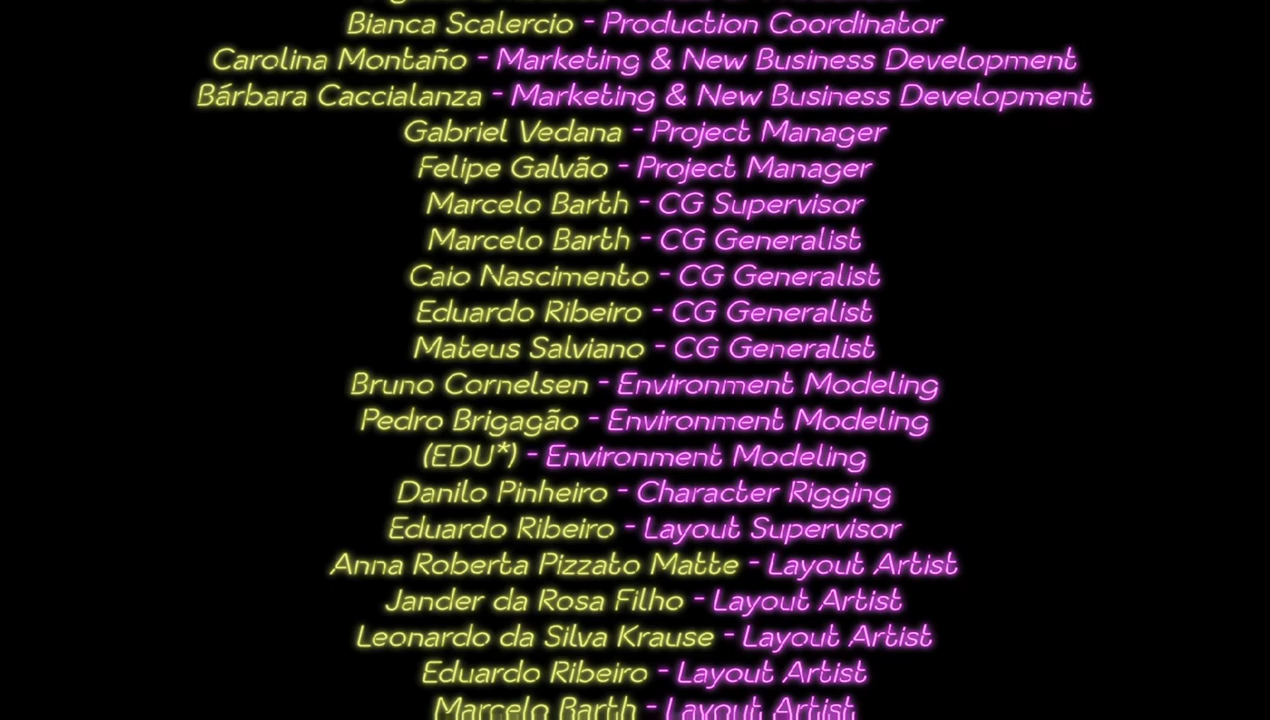 Bianca Scalercio - Production Coordinator
Carolina Montaño - Marketing & New Business Development
Bárbara Caccialanza - Marketing & New Business Development
Gabriel Vedana - Project Manager
Felipe Galvão - Project Manager
Marcelo Barth - CG Supervisor
Marcelo Barth - CG Generalist
Caio Nascimento - CG Generalist
Eduardo Ribeiro - CG Generalist
Mateus Salviano - CG Generalist
Bruno Cornelsen - Environment Modeling
Pedro Brigagão - Environment Modeling
(EDU*) - Environment Modeling
Danilo Pinheiro - Character Rigging
Eduardo Ribeiro - Layout Supervisor
Anna Roberta Pizzato Matte - Layout Artist
Jander da Rosa Filho - Layout Artist
Leonardo da Silva Krause - Layout Artist
Eduardo Ribeiro - Layout Artist
Marcelo Barth - Layout Artist